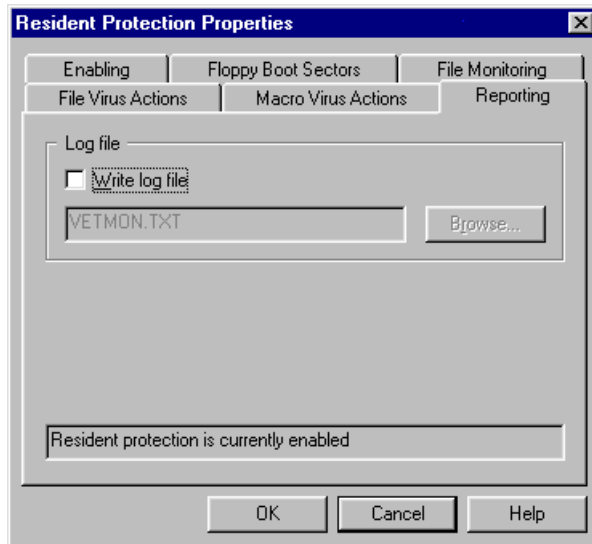 Resident Protection Properties
Enabling Floppy Boot Sectors File Monitoring
File Virus Actions Macro Virus Actions Reporting
Log file
Write log file
VETMON.TXT Browse...
Resident protection is currently enabled
OK Cancel Help